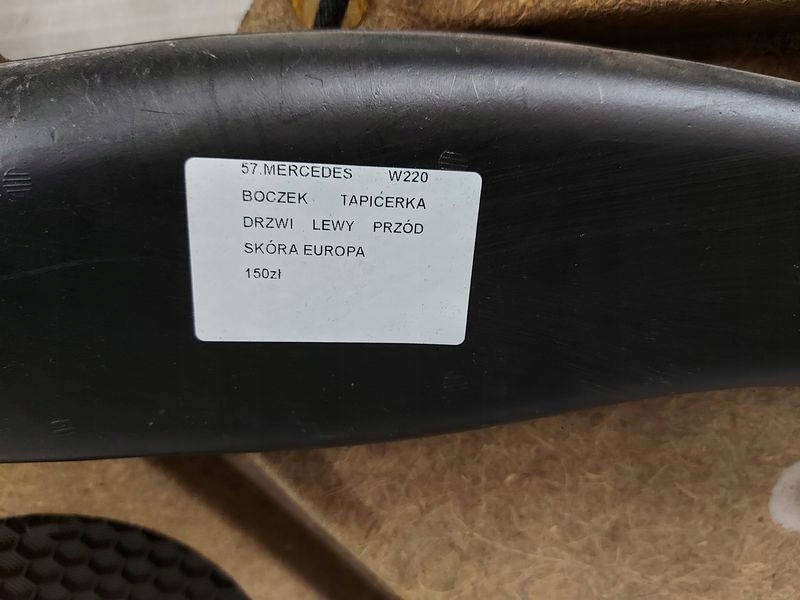 57.MERCEDES W220
BOCZEK TAPICERKA
DRZWI LEWY PRZÓD
SKÓRA EUROPA
150zł